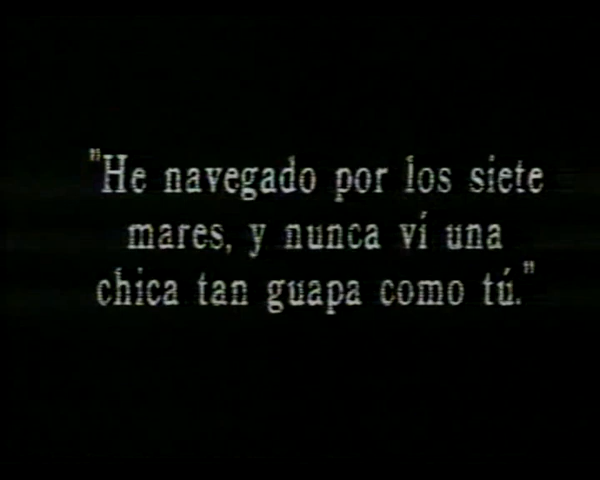 "He navegado por los siete
mares, y nunca ví una
chica tan guapa como tú."